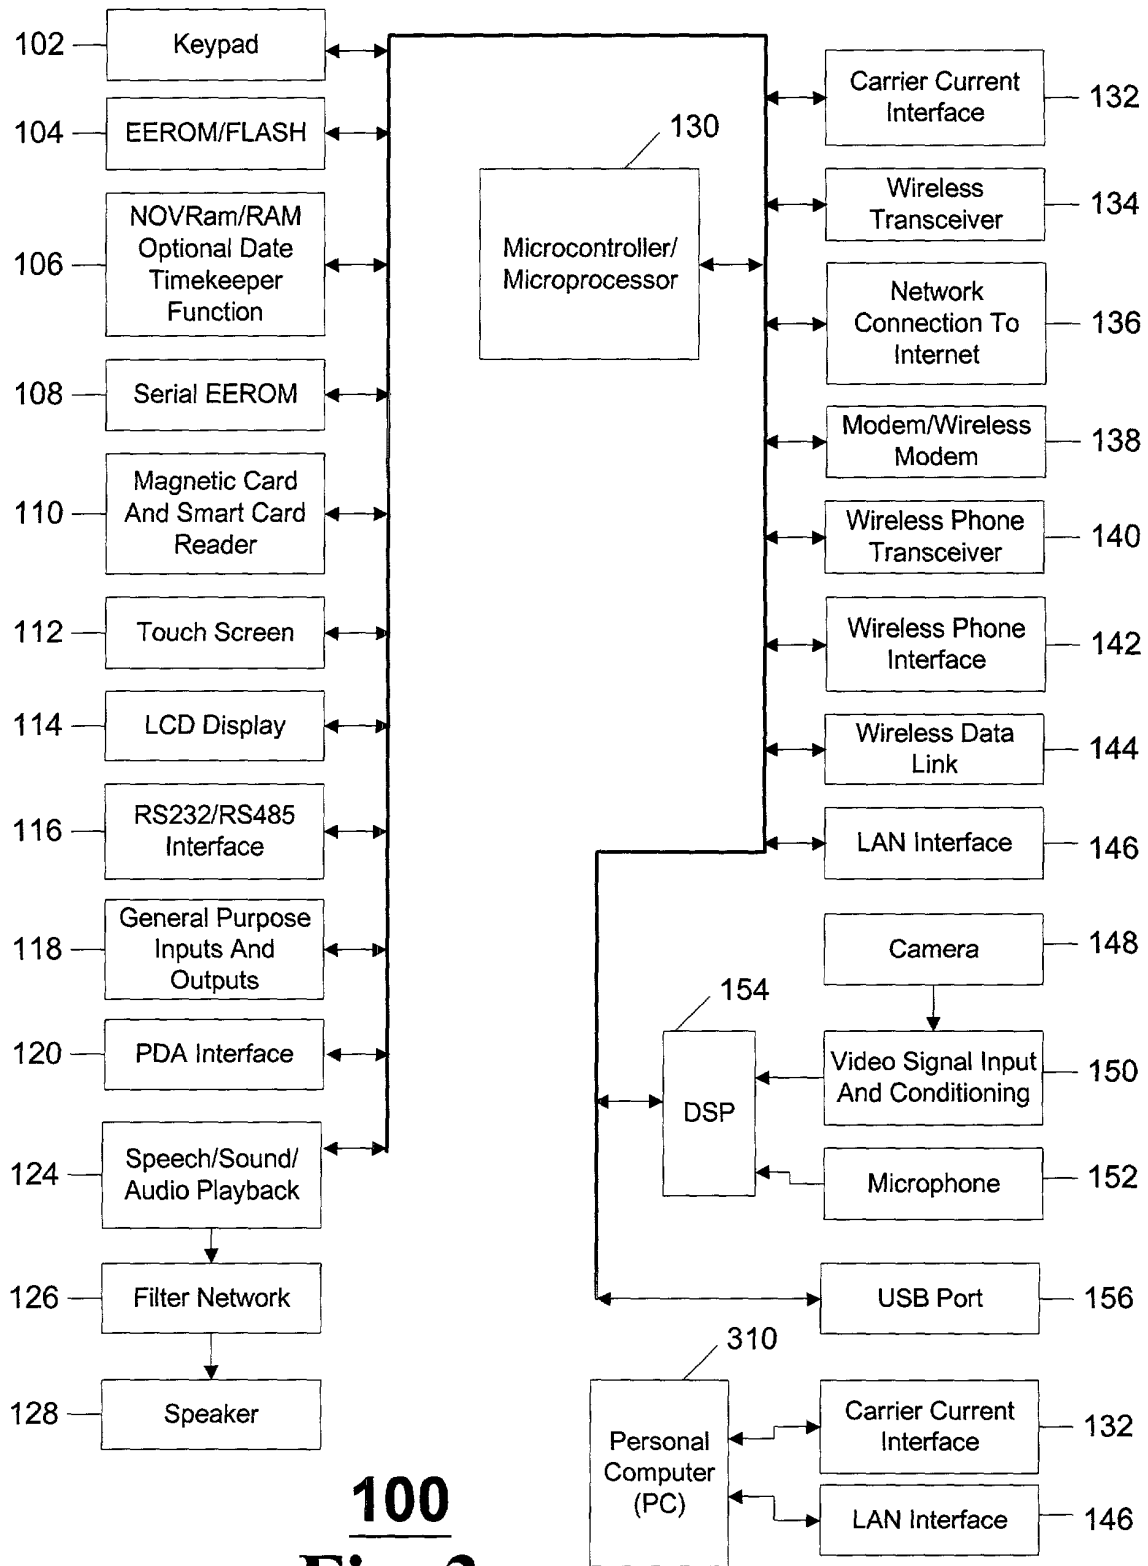 102
Keypad
104
EEROM/FLASH
106
NOVRam/RAM
Optional Date
Timekeeper
Function
108
Serial EEROM
110
Magnetic Card
And Smart Card
Reader
112
Touch Screen
114
LCD Display
116
RS232/RS485
Interface
118
General Purpose
Inputs And
Outputs
120
PDA Interface
124
Speech/Sound/
Audio Playback
126
Filter Network
128
Speaker
130
Microcontroller/
Microprocessor
Carrier Current
Interface
132
Wireless
Transceiver
134
Network
Connection To
Internet
136
Modem/Wireless
Modem
138
Wireless Phone
Transceiver
140
Wireless Phone
Interface
142
Wireless Data
Link
144
LAN Interface
146
Camera
148
154
DSP
Video Signal Input
And Conditioning
150
Microphone
152
USB Port
156
310
Personal
Computer
(PC)
Carrier Current
Interface
132
LAN Interface
146
100